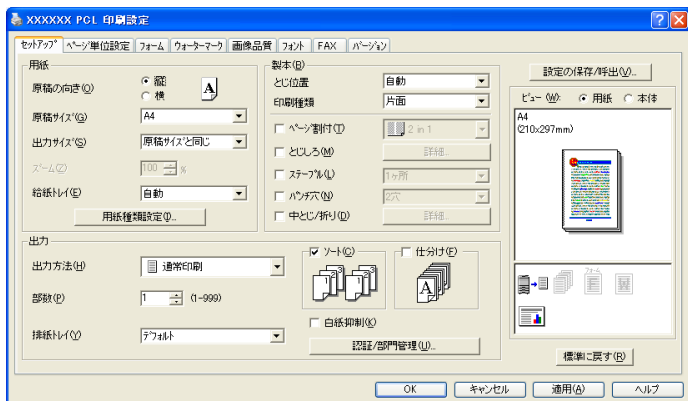 XXXXXX PCL 印刷設定
セットアップ ページ単位設定 フォーム ウォーターマーク 画像品質 フォント FAX バージョン
用紙
原稿の向き(O)
縦
横
A
原稿サイズ(G)
A4
出力サイズ(S)
原稿サイズと同じ
ズーム(Z)
100 %
給紙トレイ(E)
自動
用紙種類設定(I)...
製本(B)
とじ位置
自動
印刷種類
片面
ページ割付(T)
2 in 1
とじしろ(M)
詳細...
ステープル(L)
1ヶ所
パンチ穴(N)
2穴
中とじ/折り(D)
詳細...
出力
出力方法(H)
通常印刷
部数(P)
1 (1-999)
排紙トレイ(Y)
デフォルト
ソート(C)
1 2 3 1 2 3
仕分け(F)
A
白紙抑制(K)
認証/部門管理(U)...
設定の保存/呼出(V)...
ビュー(W): 用紙 本体
A4
(210x297mm)
フォーム
標準に戻す(R)
OK キャンセル 適用(A) ヘルプ